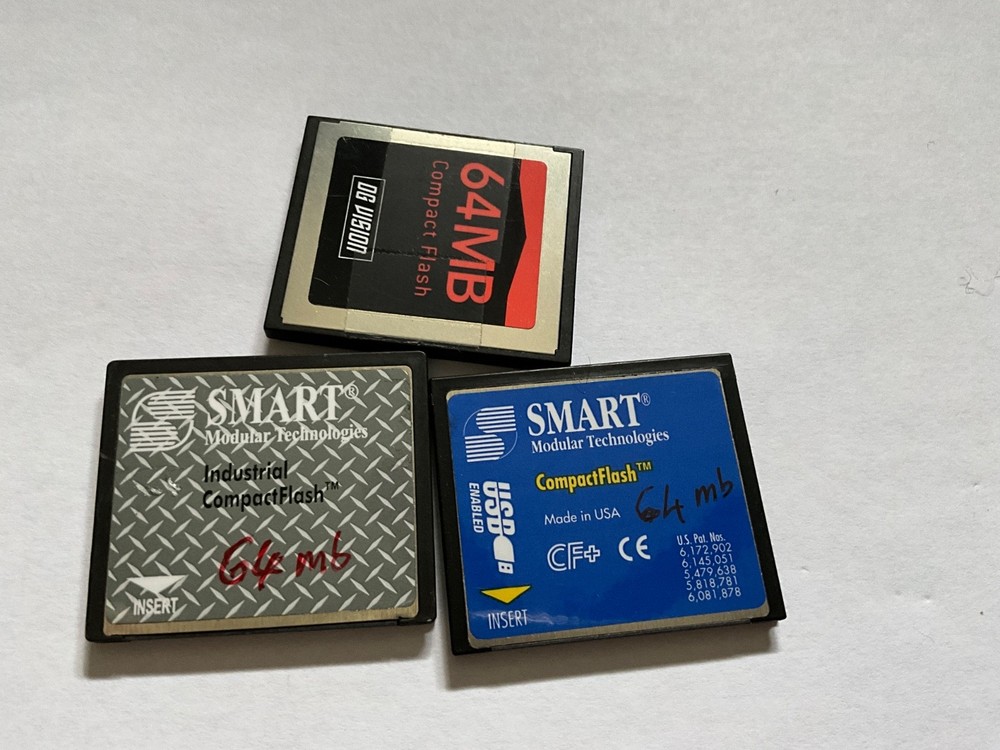 64MB
Compact Flash
DG VISION
SMART®
Modular Technologies
Industrial
CompactFlash™
64 mb
INSERT
SMART®
Modular Technologies
CompactFlash™
64 mb
Made in USA
USB
ENABLED
CF+ CE
U.S. Pat. Nos.
6,172,902
6,145,051
5,479,638
5,818,781
6,081,878
INSERT